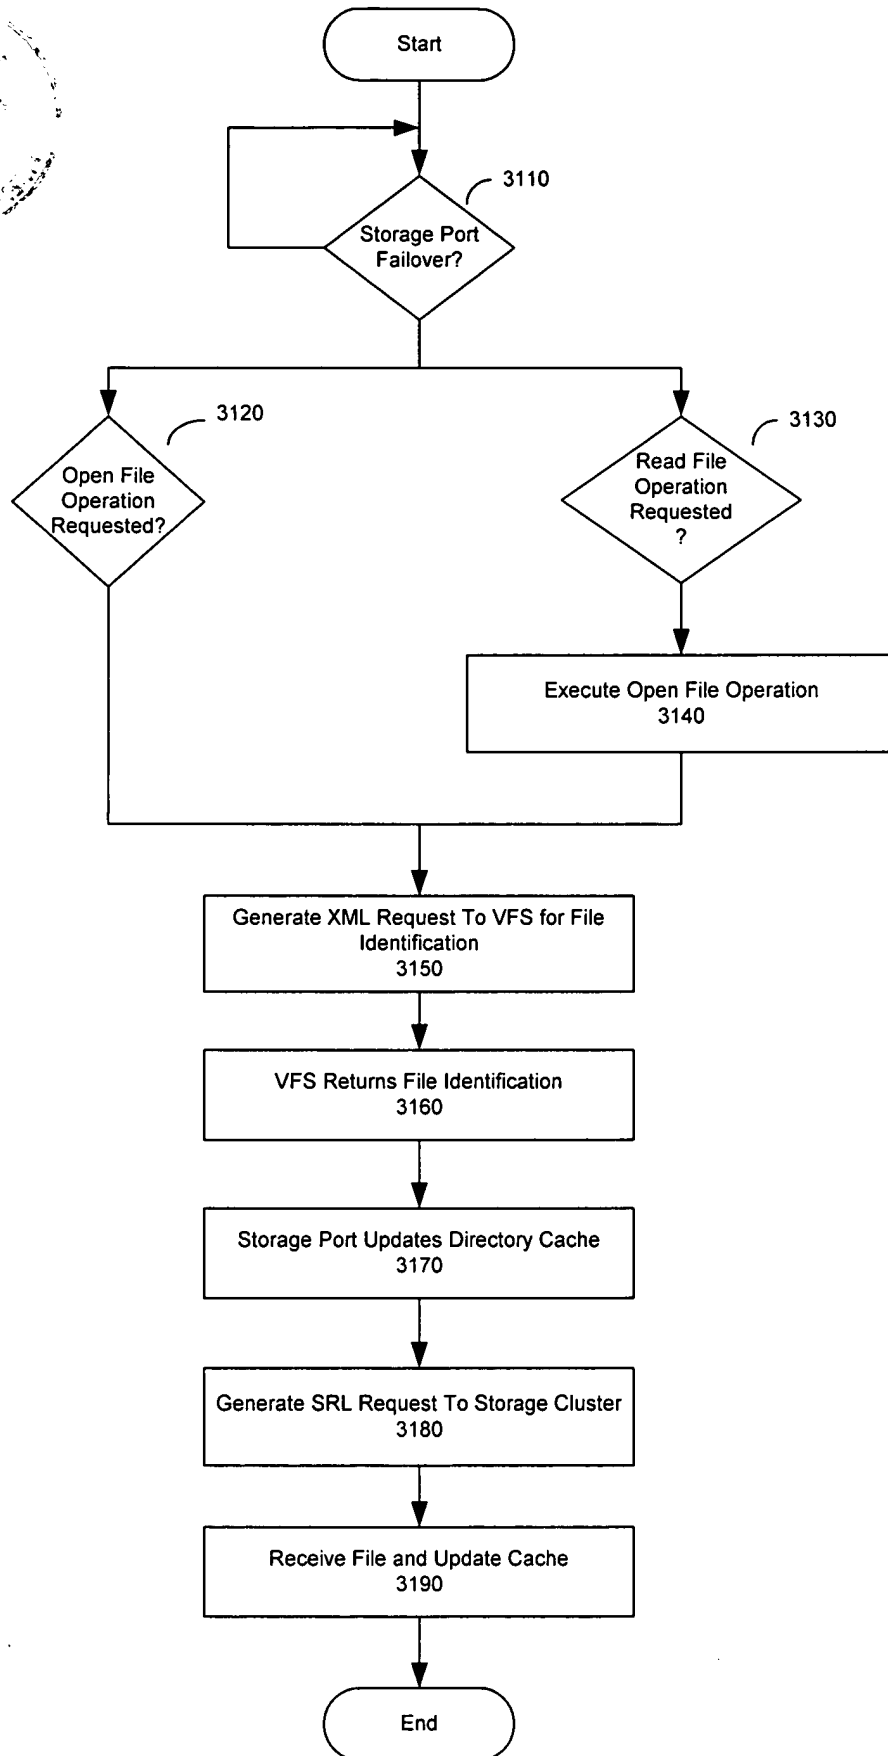 Start
3110
Storage Port
Failover?
3120
3130
Open File
Operation
Requested?
Read File
Operation
Requested
?
Execute Open File Operation
3140
Generate XML Request To VFS for File
Identification
3150
VFS Returns File Identification
3160
Storage Port Updates Directory Cache
3170
Generate SRL Request To Storage Cluster
3180
Receive File and Update Cache
3190
End